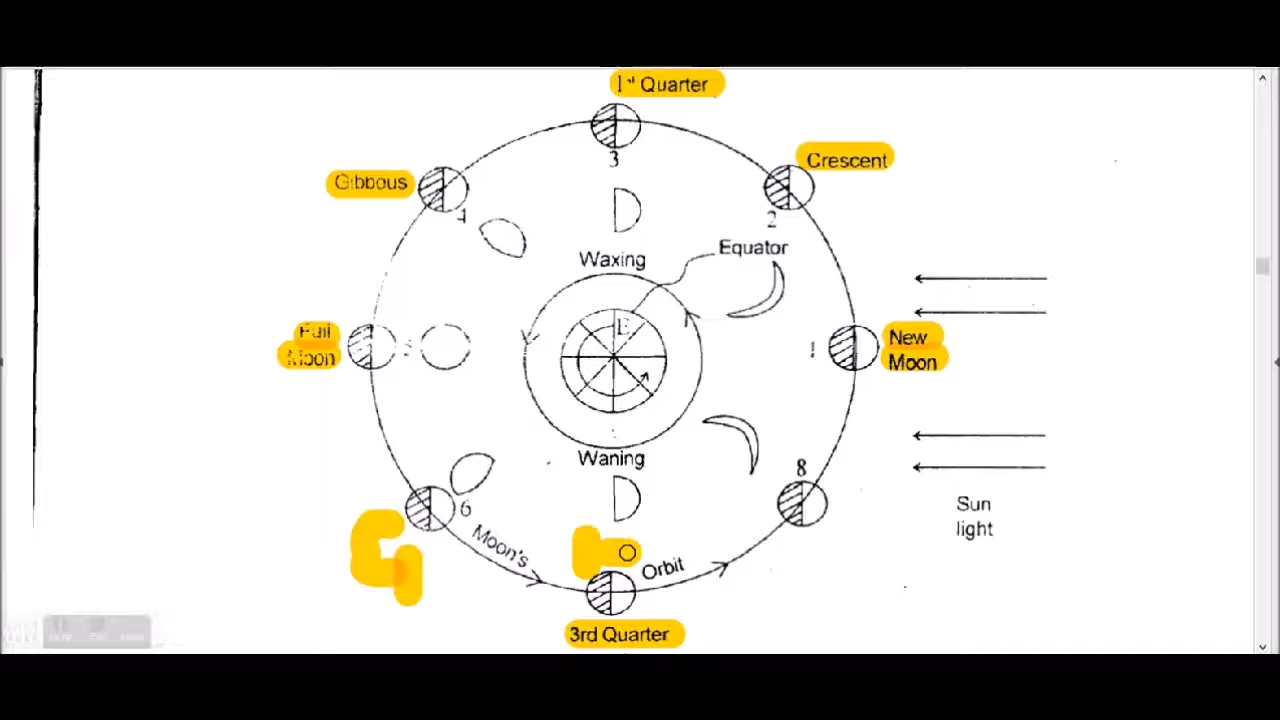 1st Quarter
3
Crescent
2
Gibbous
4
Equator
Waxing
E
Full
Moon
5
1
New
Moon
Waning
8
6
Sun
light
Moon's
Orbit
3rd Quarter